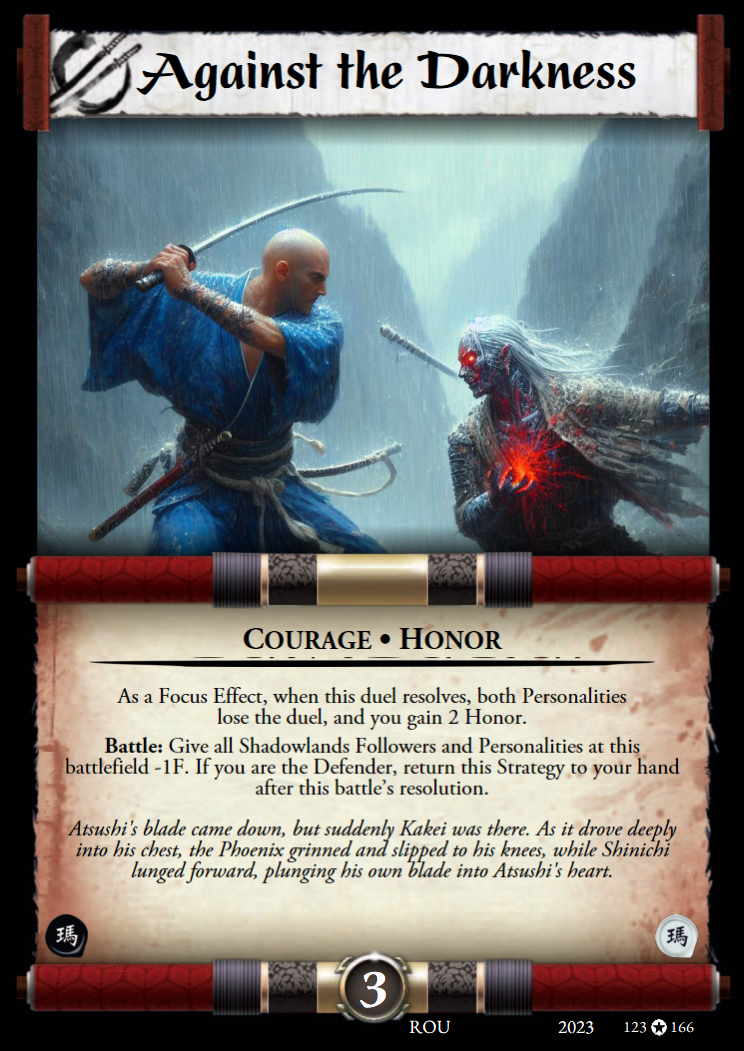 Against the Darkness
COURAGE • HONOR
As a Focus Effect, when this duel resolves, both Personalities
lose the duel, and you gain 2 Honor.
Battle: Give all Shadowlands Followers and Personalities at this
battlefield -1F. If you are the Defender, return this Strategy to your hand
after this battle's resolution.
Atsushi's blade came down, but suddenly Kakei was there. As it drove deeply
into his chest, the Phoenix grinned and slipped to his knees, while Shinichi
lunged forward, plunging his own blade into Atsushi's heart.
瑪 瑪
3
ROU 2023 123 ✪ 166